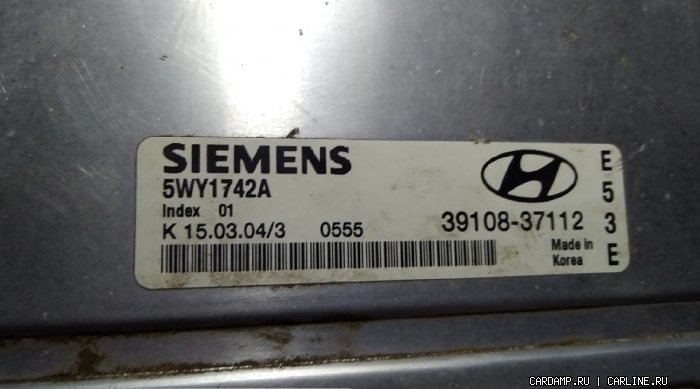 SIEMENS
5WY1742A
Index 01
K 15.03.04/3 0555
39108-37112
Made in
Korea
E
5
3
E
CARDAMP.RU | CARLINE.RU